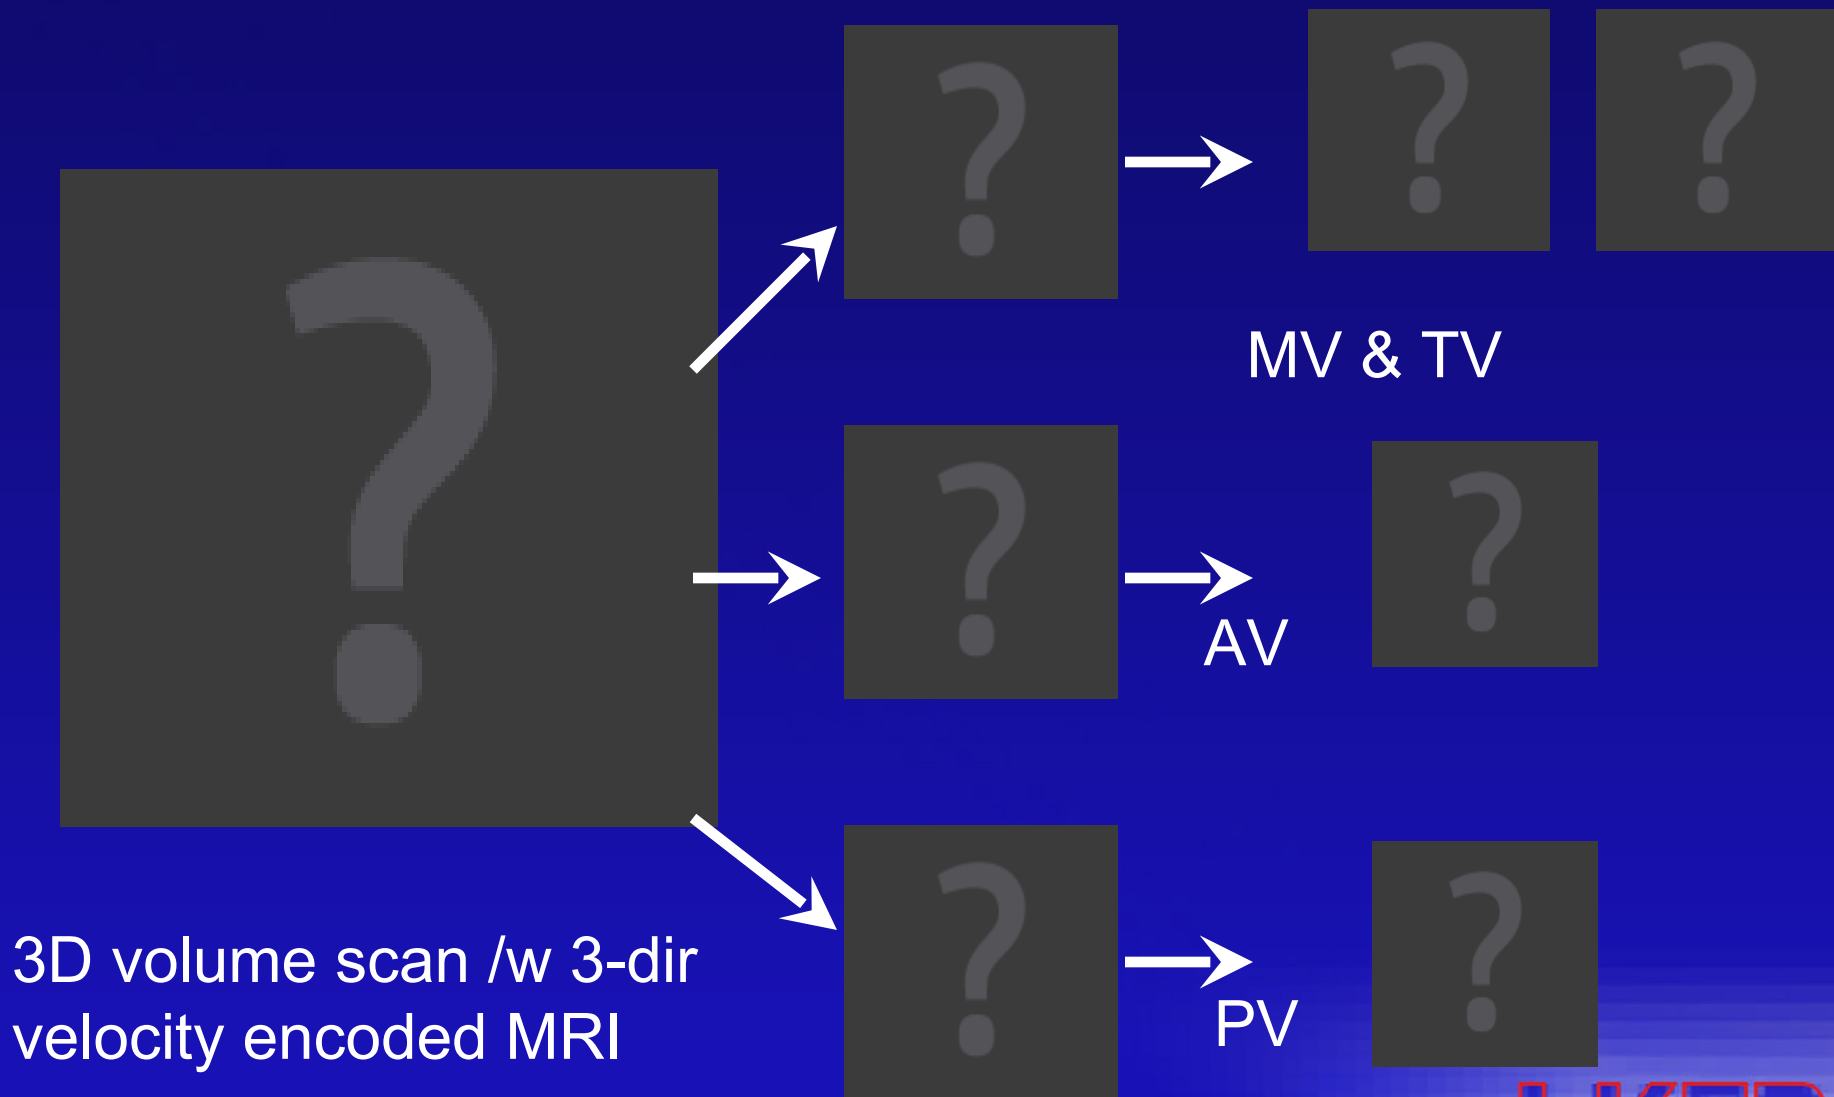 MV & TV
AV
3D volume scan /w 3-dir
velocity encoded MRI
PV